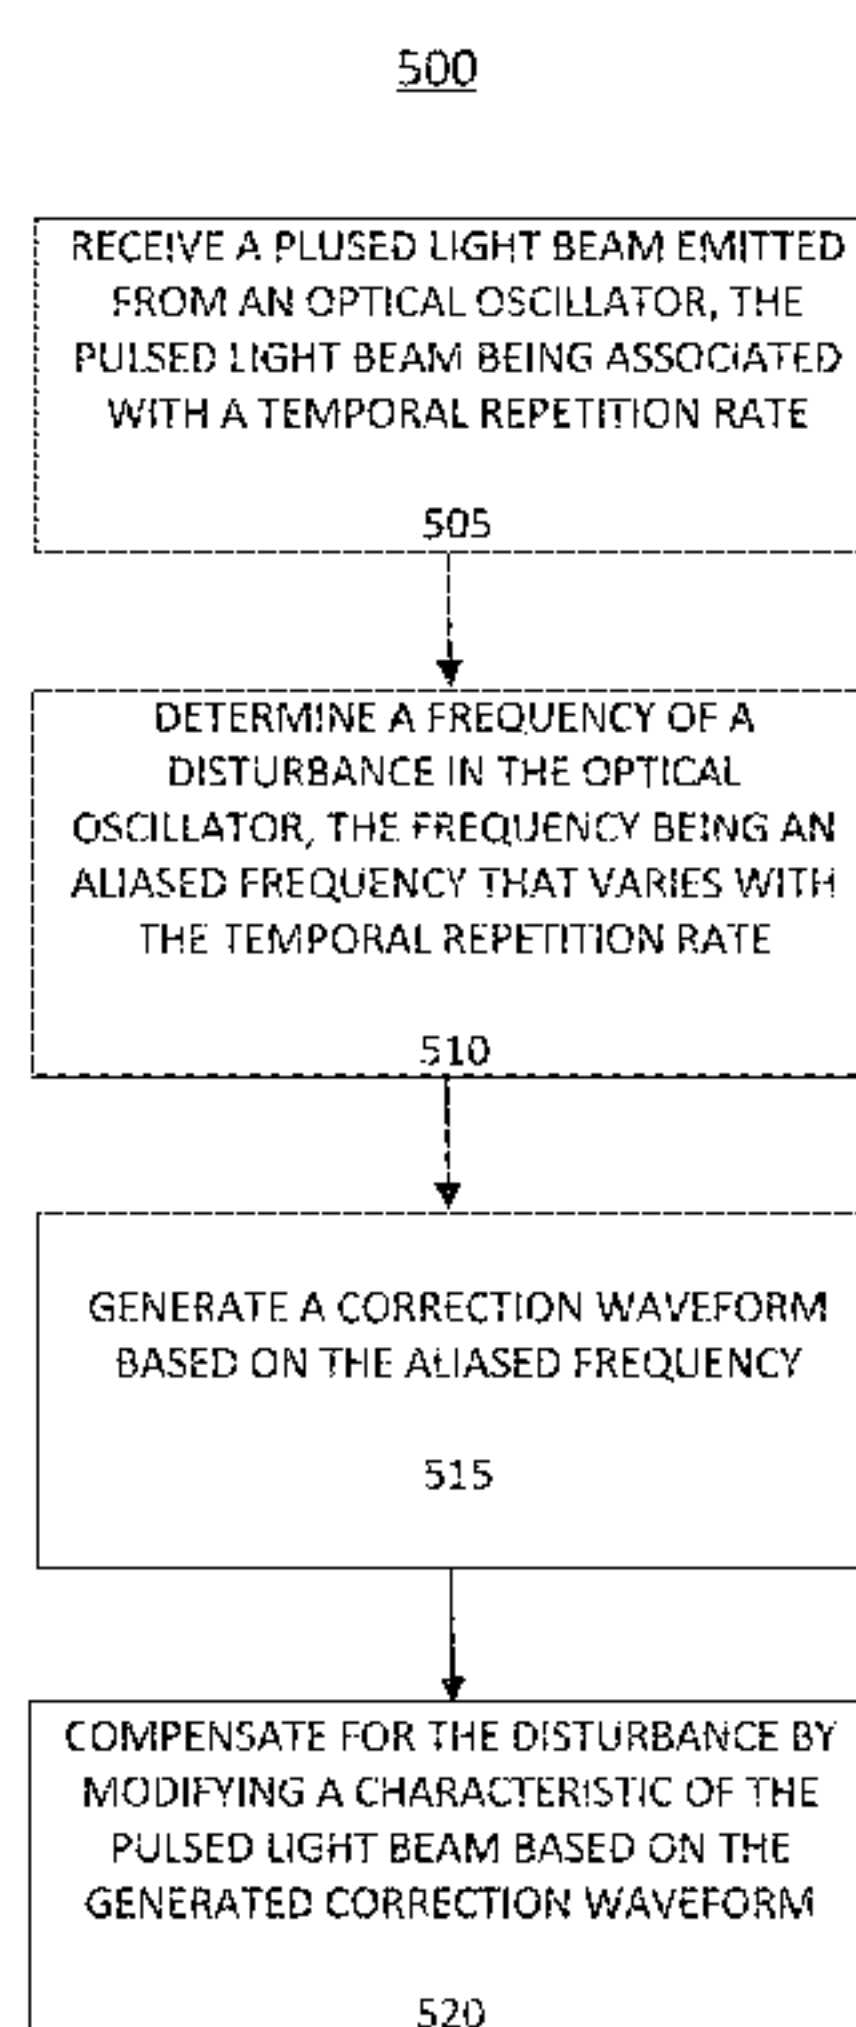 500
RECEIVE A PLUSED LIGHT BEAM EMITTED
FROM AN OPTICAL OSCILLATOR, THE
PULSED LIGHT BEAM BEING ASSOCIATED
WITH A TEMPORAL REPETITION RATE
505
DETERMINE A FREQUENCY OF A
DISTURBANCE IN THE OPTICAL
OSCILLATOR, THE FREQUENCY BEING AN
ALIASED FREQUENCY THAT VARIES WITH
THE TEMPORAL REPETITION RATE
510
GENERATE A CORRECTION WAVEFORM
BASED ON THE ALIASED FREQUENCY
515
COMPENSATE FOR THE DISTURBANCE BY
MODIFYING A CHARACTERISTIC OF THE
PULSED LIGHT BEAM BASED ON THE
GENERATED CORRECTION WAVEFORM
520